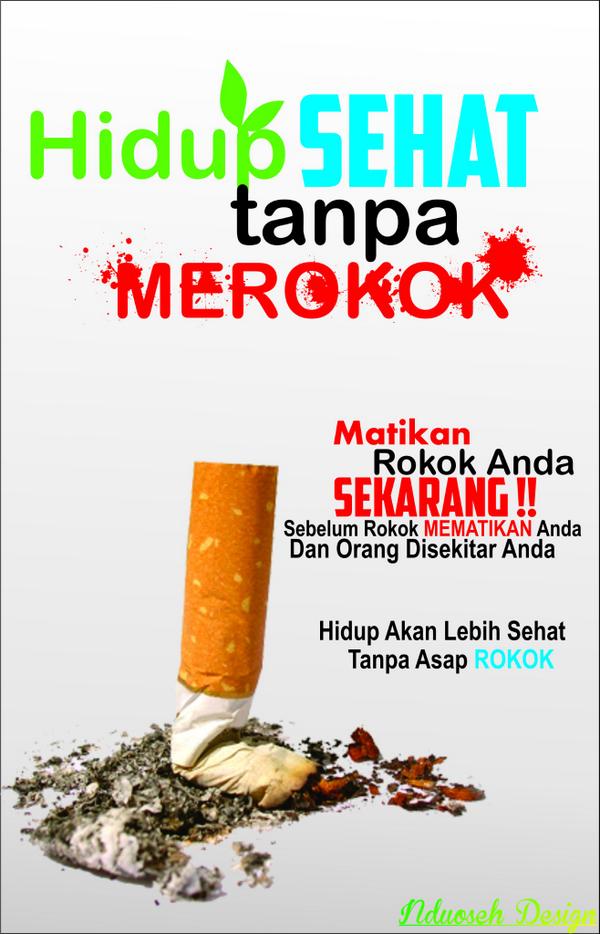 Hidup SEHAT
tanpa
MEROKOK
Matikan
Rokok Anda
SEKARANG !!
Sebelum Rokok MEMATIKAN Anda
Dan Orang Disekitar Anda
Hidup Akan Lebih Sehat
Tanpa Asap ROKOK
Nduoseh Design